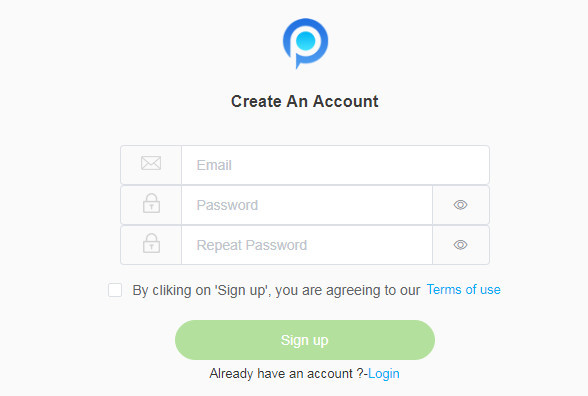 Create An Account
Email
Password
Repeat Password
By cliking on 'Sign up', you are agreeing to our Terms of use
Sign up
Already have an account ?-Login